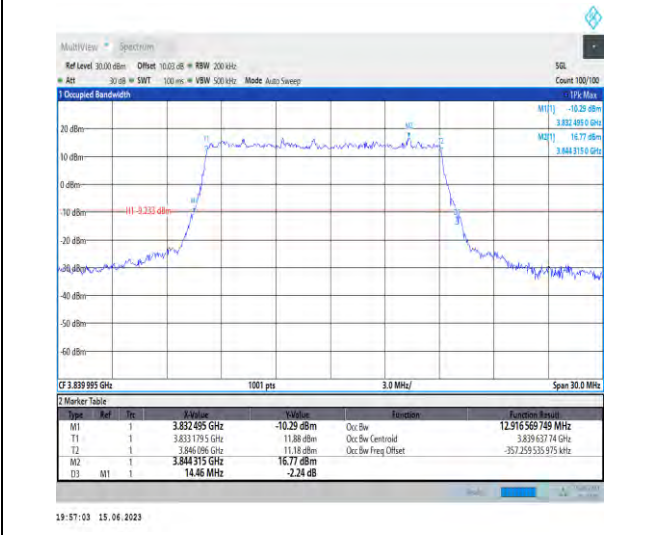 MultiView Spectrum
Ref Level 30.00 dBm Offset 10.03 dB RBW 200 kHz SGL
Att 30 dB SWT 100 ms VBW 500 kHz Mode Auto Sweep Count 100/100
1 Occupied Bandwidth 1Pk Max
M1[1] -10.29 dBm
3.832 495 0 GHz
M2[1] 16.77 dBm
3.844 315 0 GHz
20 dBm
10 dBm
0 dBm
-10 dBm
H1 -9.233 dBm
-20 dBm
-30 dBm
-40 dBm
-50 dBm
-60 dBm
M2
T1
M1
CF 3.839 995 GHz 1001 pts 3.0 MHz/ Span 30.0 MHz
2 Marker Table
Type Ref Trc X-Value Y-Value Function Function Result
M1 1 3.832 495 GHz -10.29 dBm Occ Bw 12.916 569 749 MHz
T1 1 3.833 179 5 GHz 11.88 dBm Occ Bw Centroid 3.839 637 74 GHz
T2 1 3.846 096 GHz 11.18 dBm Occ Bw Freq Offset -357.259 535 975 kHz
M2 1 3.844 315 GHz 16.77 dBm
D3 M1 1 14.46 MHz -2.24 dB
19:57:03 15.06.2023